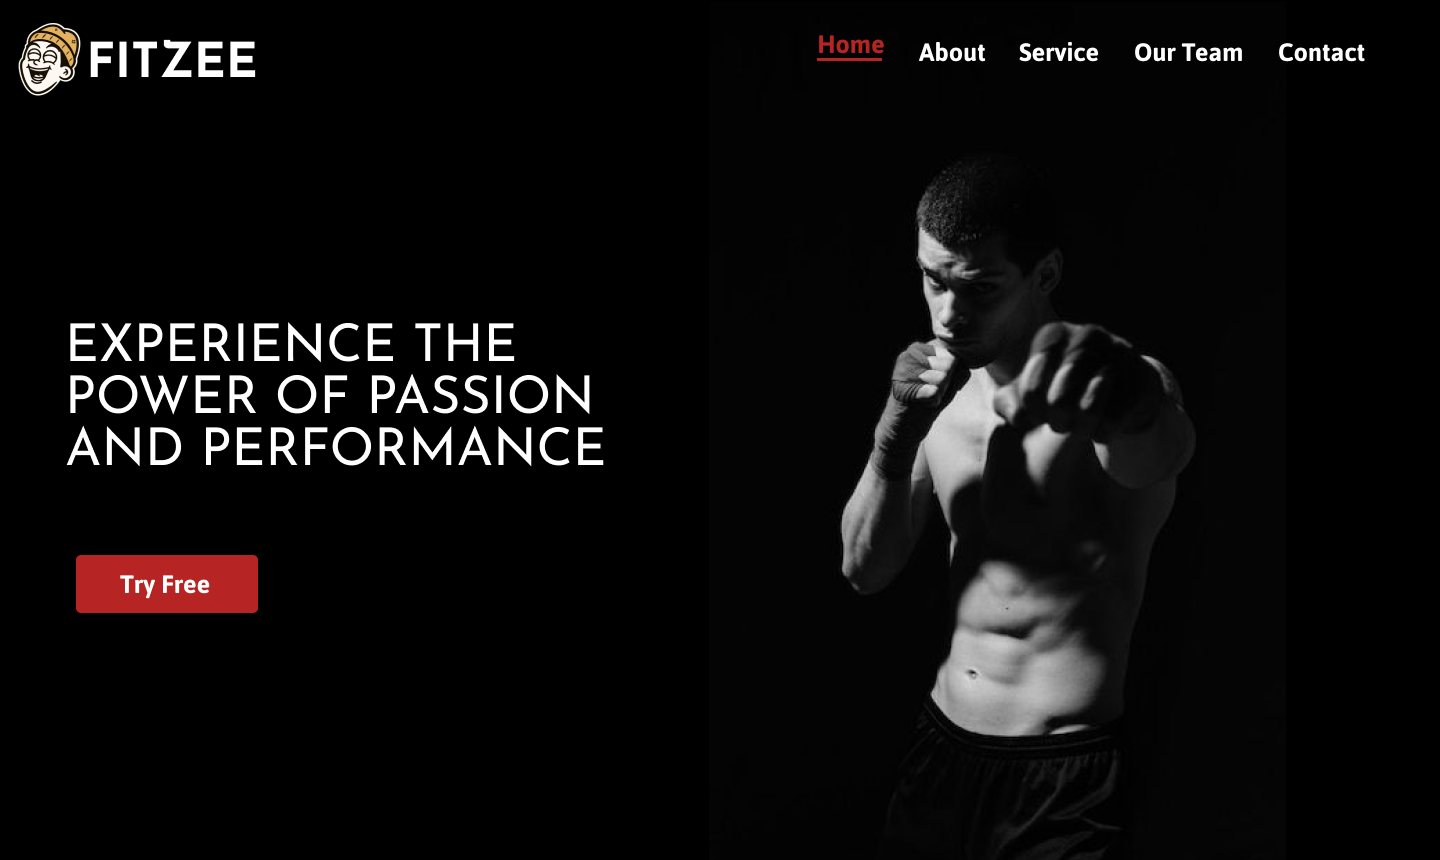 FITZEE
Home About Service Our Team Contact
EXPERIENCE THE
POWER OF PASSION
AND PERFORMANCE
Try Free